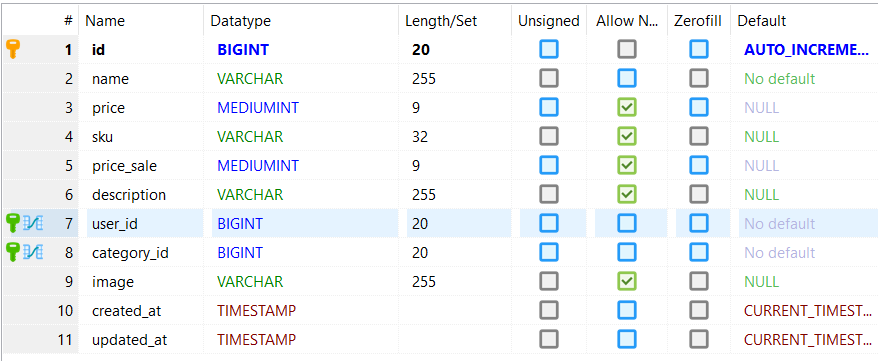 # Name Datatype Length/Set Unsigned Allow N... Zerofill Default
1 id BIGINT 20 AUTO_INCREME...
2 name VARCHAR 255 No default
3 price MEDIUMINT 9 NULL
4 sku VARCHAR 32 NULL
5 price_sale MEDIUMINT 9 NULL
6 description VARCHAR 255 NULL
7 user_id BIGINT 20 No default
8 category_id BIGINT 20 No default
9 image VARCHAR 255 NULL
10 created_at TIMESTAMP CURRENT_TIMEST...
11 updated_at TIMESTAMP CURRENT_TIMEST...